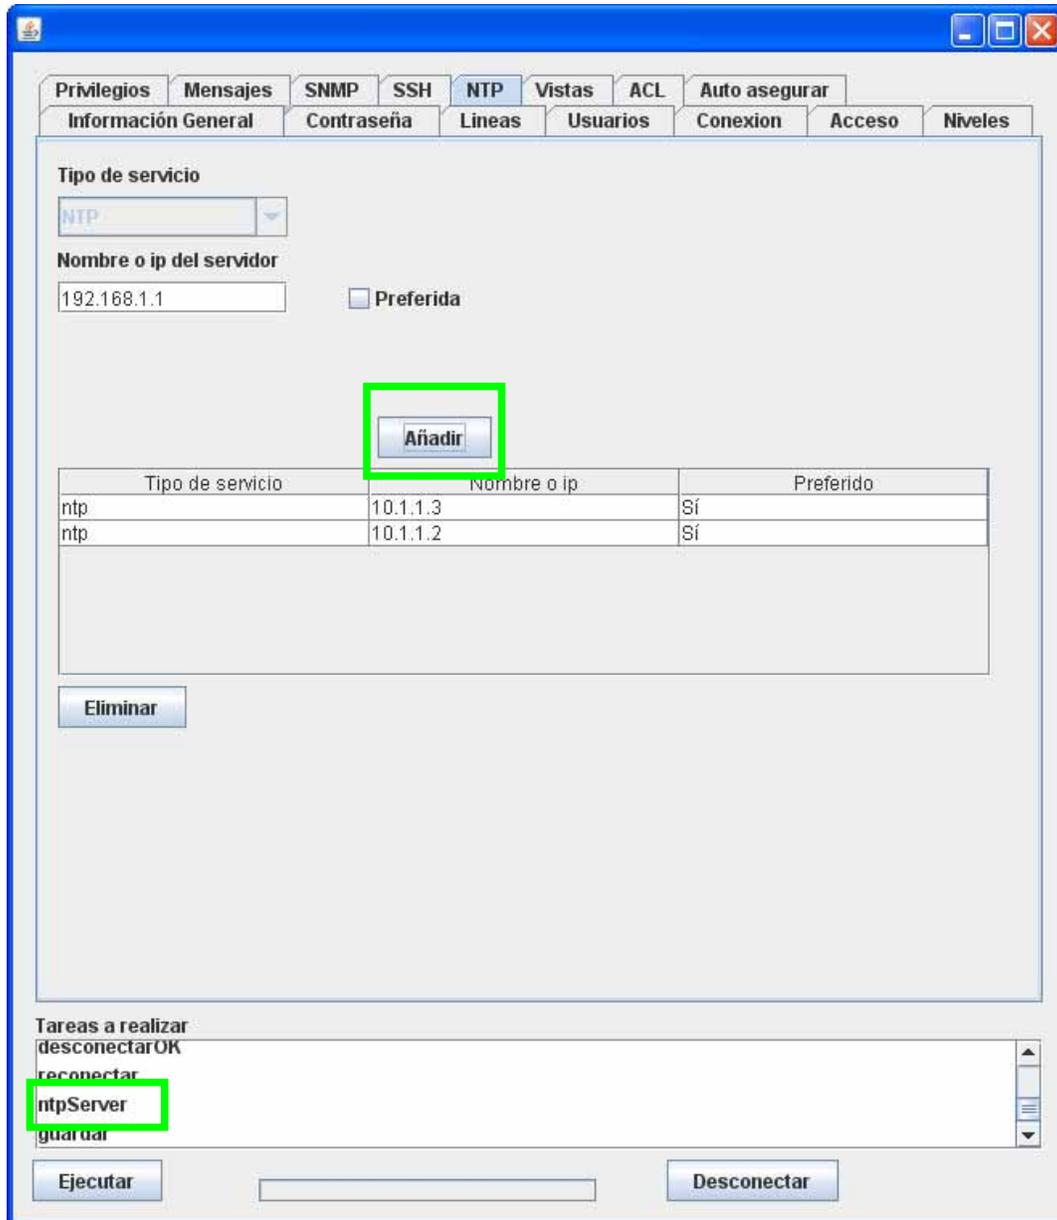 Privilegios Mensajes SNMP SSH NTP Vistas ACL Auto asegurar
Información General Contraseña Lineas Usuarios Conexion Acceso Niveles
Tipo de servicio
NTP
Nombre o ip del servidor
192.168.1.1 Preferida
Añadir
Tipo de servicio Nombre o ip Preferido
ntp 10.1.1.3 Sí
ntp 10.1.1.2 Sí
Eliminar
Tareas a realizar
desconectarOK
reconectar
ntpServer
guardar
Ejecutar Desconectar